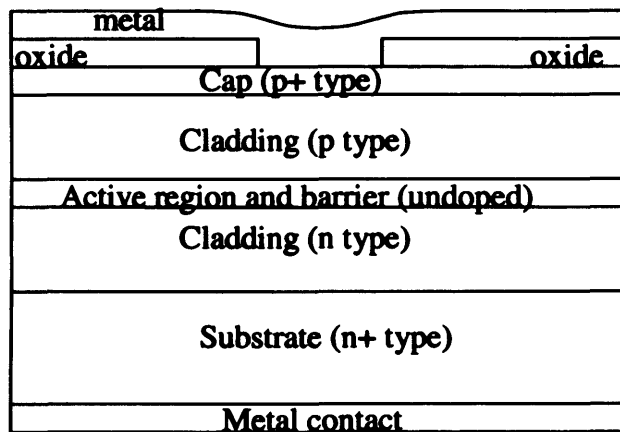 metal
oxide oxide
Cap (p+ type)
Cladding (p type)
Active region and barrier (undoped)
Cladding (n type)
Substrate (n+ type)
Metal contact